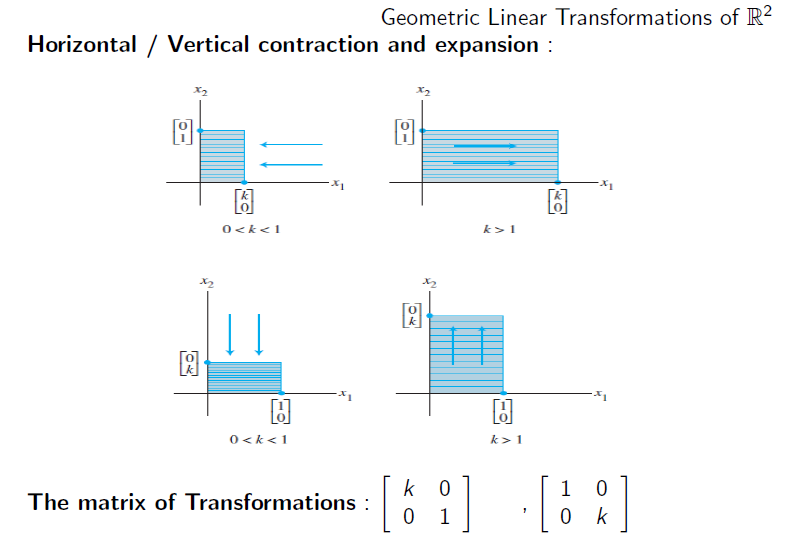 Geometric Linear Transformations of ℝ²
Horizontal / Vertical contraction and expansion :
x₂
x₂
[0
1]
[0
1]
x₁
x₁
[k
0]
[k
0]
0 < k < 1
k > 1
x₂
x₂
[0
k]
[0
k]
x₁
x₁
[1
0]
[1
0]
0 < k < 1
k > 1
The matrix of Transformations : [k 0
0 1] , [1 0
0 k]